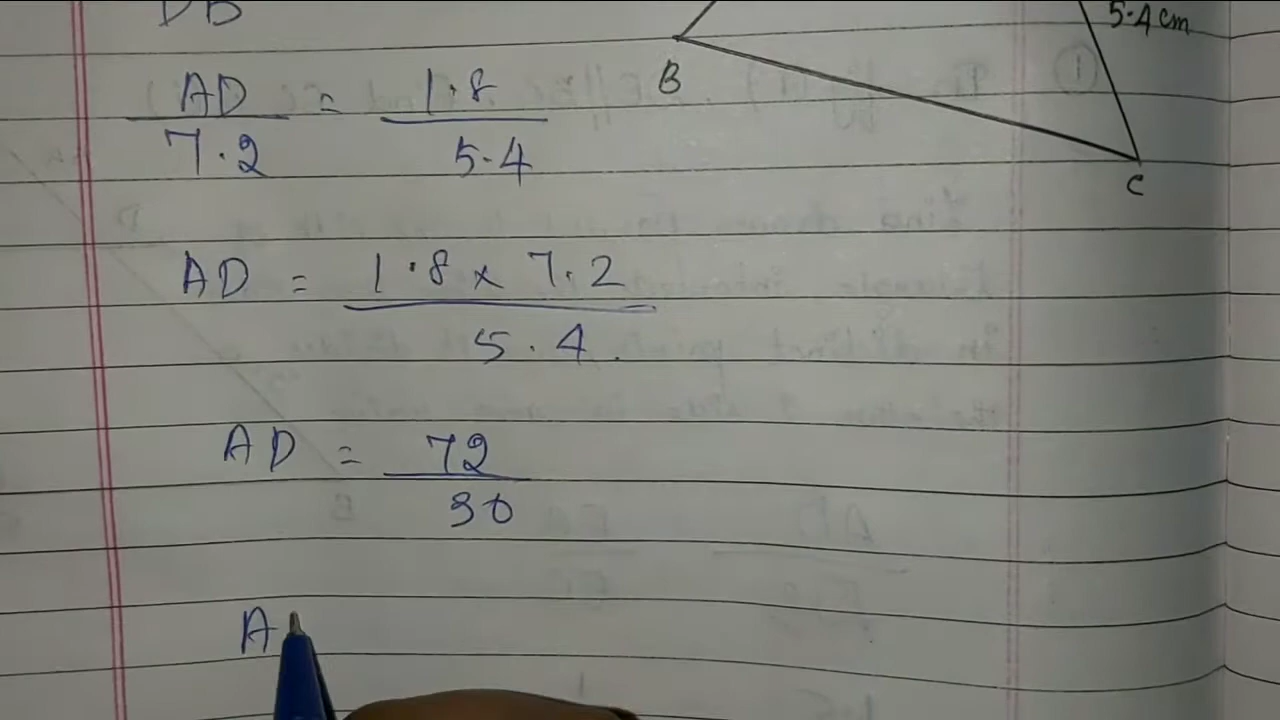 DB
5.4 cm
AD/7.2 = 1.8/5.4
B
C
AD = 1.8 x 7.2/5.4.
AD = 72/30
A